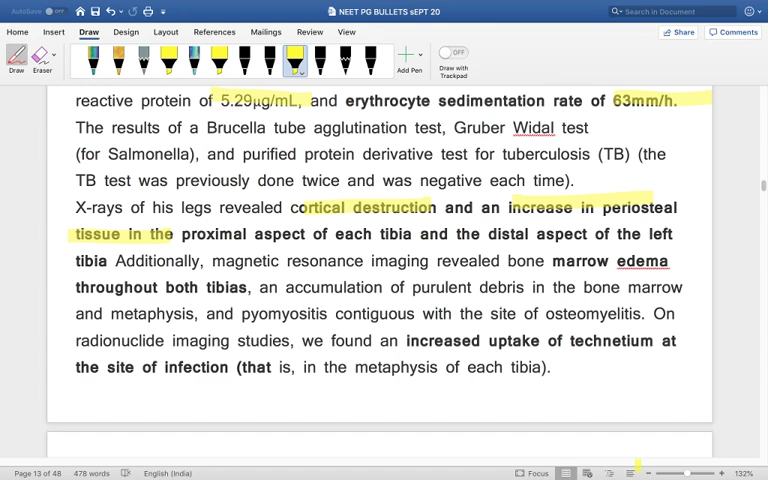 AutoSave OFF NEET PG BULLETS sEPT 20 Search in Document
Home Insert Draw Design Layout References Mailings Review View Share Comments
Draw Eraser Add Pen OFF Draw with Trackpad
reactive protein of 5.29µg/mL, and erythrocyte sedimentation rate of 63mm/h.
The results of a Brucella tube agglutination test, Gruber Widal test
(for Salmonella), and purified protein derivative test for tuberculosis (TB) (the
TB test was previously done twice and was negative each time).
X-rays of his legs revealed cortical destruction and an increase in periosteal
tissue in the proximal aspect of each tibia and the distal aspect of the left
tibia Additionally, magnetic resonance imaging revealed bone marrow edema
throughout both tibias, an accumulation of purulent debris in the bone marrow
and metaphysis, and pyomyositis contiguous with the site of osteomyelitis. On
radionuclide imaging studies, we found an increased uptake of technetium at
the site of infection (that is, in the metaphysis of each tibia).
Page 13 of 48 478 words English (India) Focus 132%